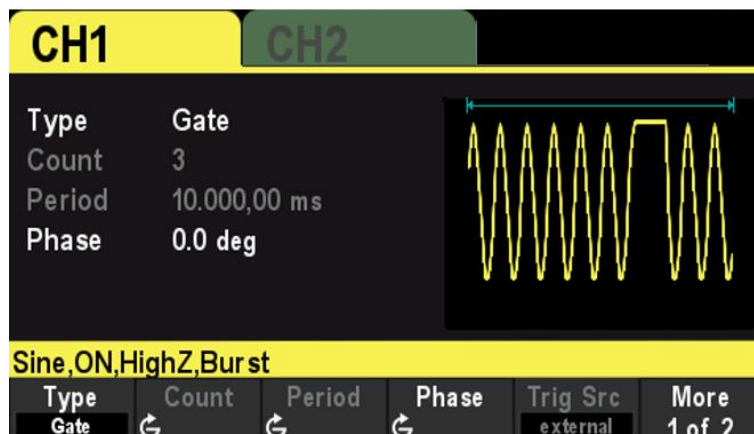 CH1 CH2
Type Gate
Count 3
Period 10.000,00 ms
Phase 0.0 deg
Sine,ON,HighZ,Burst
Type Count Period Phase Trig Src More
Gate external 1 of 2